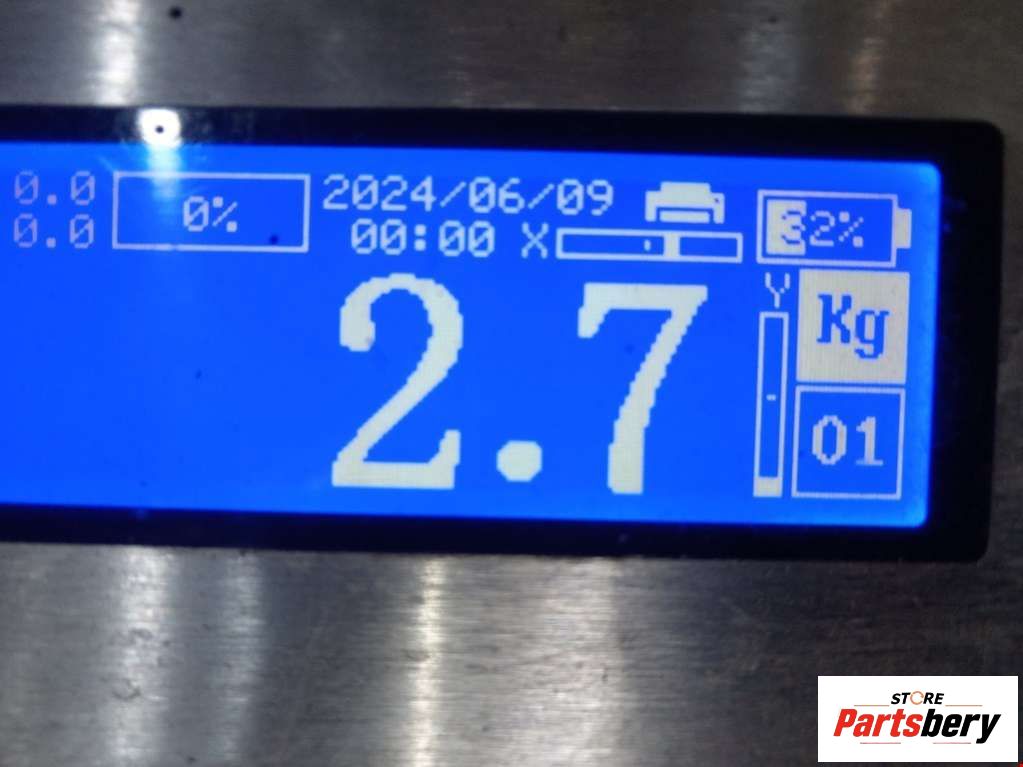 0.0
0.0
0%
2024/06/09
00:00 X
32%
2.7
Y
Kg
01
STORE
Partsbery